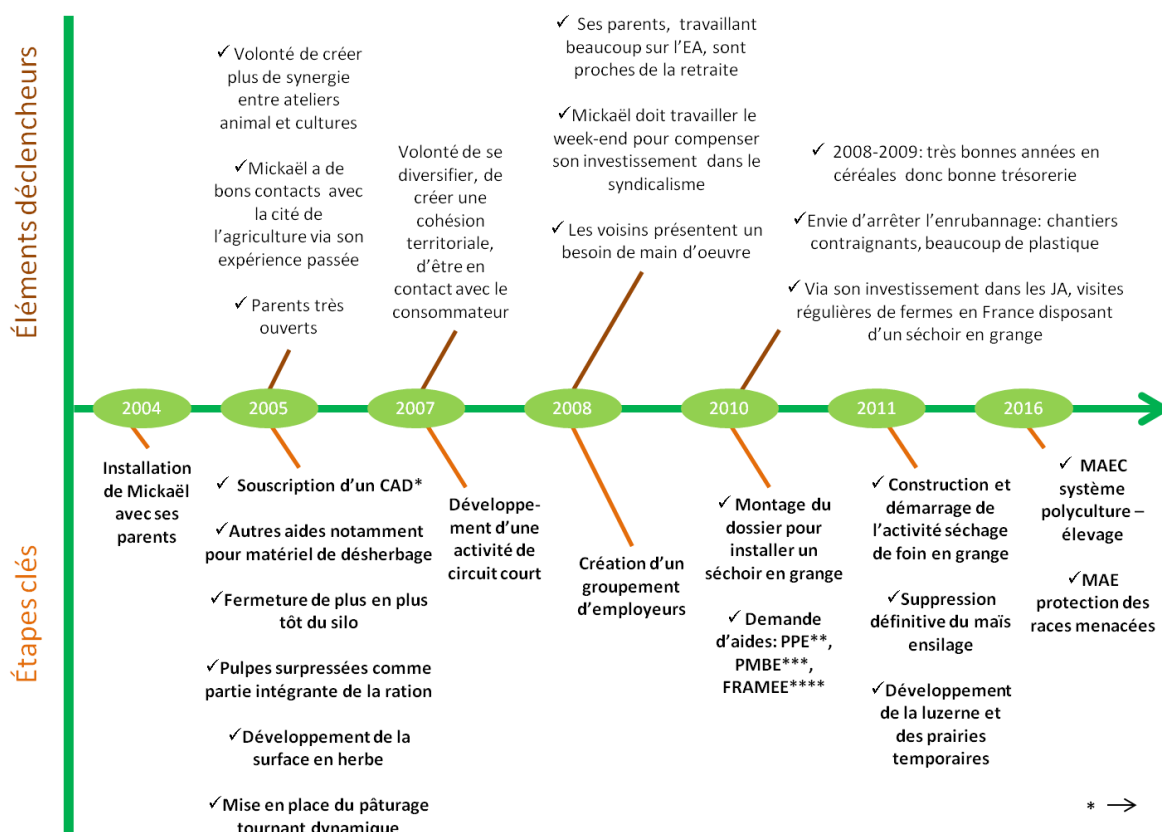 Éléments déclencheurs
✓ Volonté de créer
plus de synergie
entre ateliers
animal et cultures
✓ Mickaël a de
bons contacts avec
la cité de
l'agriculture via son
expérience passée
✓ Parents très
ouverts
Volonté de se
diversifier, de
créer une
cohésion
territoriale,
d'être en
contact avec le
consommateur
✓ Ses parents, travaillant
beaucoup sur l'EA, sont
proches de la retraite
✓ Mickaël doit travailler le
week-end pour compenser
son investissement dans le
syndicalisme
✓ Les voisins présentent un
besoin de main d'oeuvre
✓ 2008-2009: très bonnes années en
céréales donc bonne trésorerie
✓ Envie d'arrêter l'enrubannage: chantiers
contraignants, beaucoup de plastique
✓ Via son investissement dans les JA, visites
régulières de fermes en France disposant
d'un séchoir en grange
2004
2005
2007
2008
2010
2011
2016
Étapes clés
Installation
de Mickaël
avec ses
parents
✓ Souscription d'un CAD*
✓ Autres aides notamment
pour matériel de désherbage
✓ Fermeture de plus en plus
tôt du silo
✓ Pulpes surpressées comme
partie intégrante de la ration
✓ Développement de la
surface en herbe
✓ Mise en place du pâturage
tournant dynamique
Développe-
ment d'une
activité de
circuit court
Création d'un
groupement
d'employeurs
✓ Montage du
dossier pour
installer un
séchoir en grange
✓ Demande
d'aides: PPE**,
PMBE***,
FRAMEE****
✓ Construction et
démarrage de
l'activité séchage
de foin en grange
✓ Suppression
définitive du maïs
ensilage
✓ Développement
de la luzerne et
des prairies
temporaires
✓ MAEC
système
polyculture –
élevage
✓ MAE
protection des
races menacées
* →